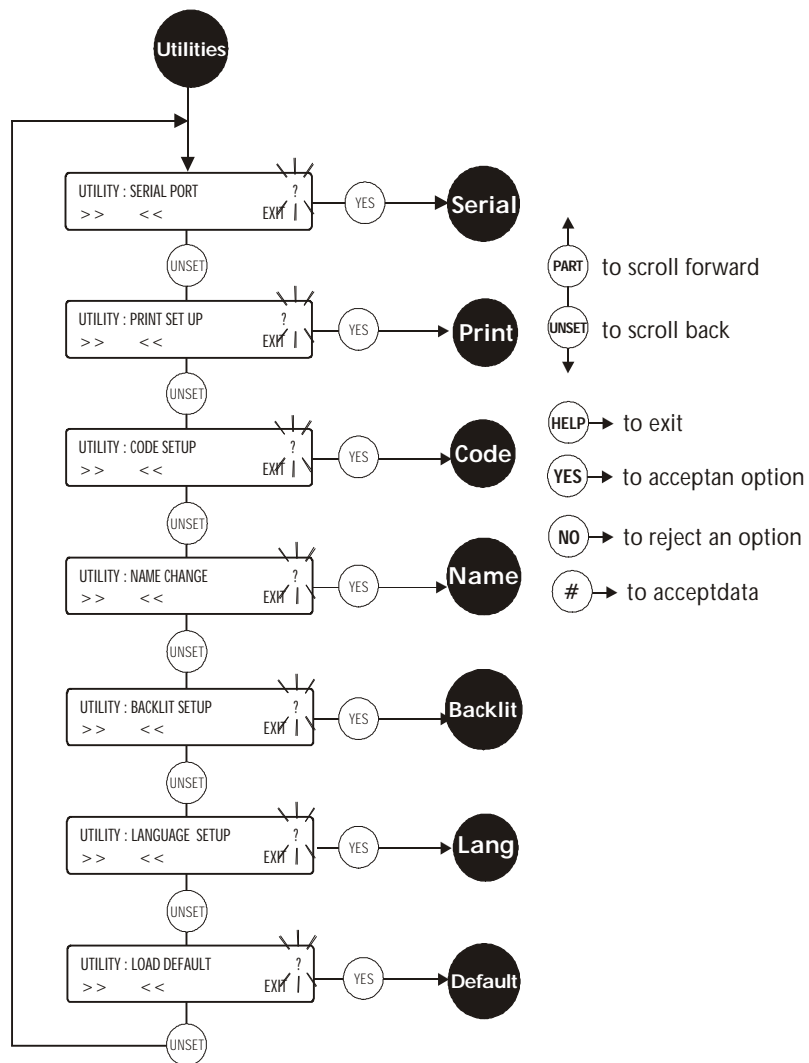 Utilities
UTILITY : SERIAL PORT ?
>> << EXIT
YES
Serial
UNSET
UTILITY : PRINT SET UP ?
>> << EXIT
YES
Print
UNSET
UTILITY : CODE SETUP ?
>> << EXIT
YES
Code
UNSET
UTILITY : NAME CHANGE ?
>> << EXIT
YES
Name
UNSET
UTILITY : BACKLIT SETUP ?
>> << EXIT
YES
Backlit
UNSET
UTILITY : LANGUAGE SETUP ?
>> << EXIT
YES
Lang
UNSET
UTILITY : LOAD DEFAULT ?
>> << EXIT
YES
Default
UNSET
PART to scroll forward
UNSET to scroll back
HELP to exit
YES to acceptan option
NO to reject an option
# to acceptdata